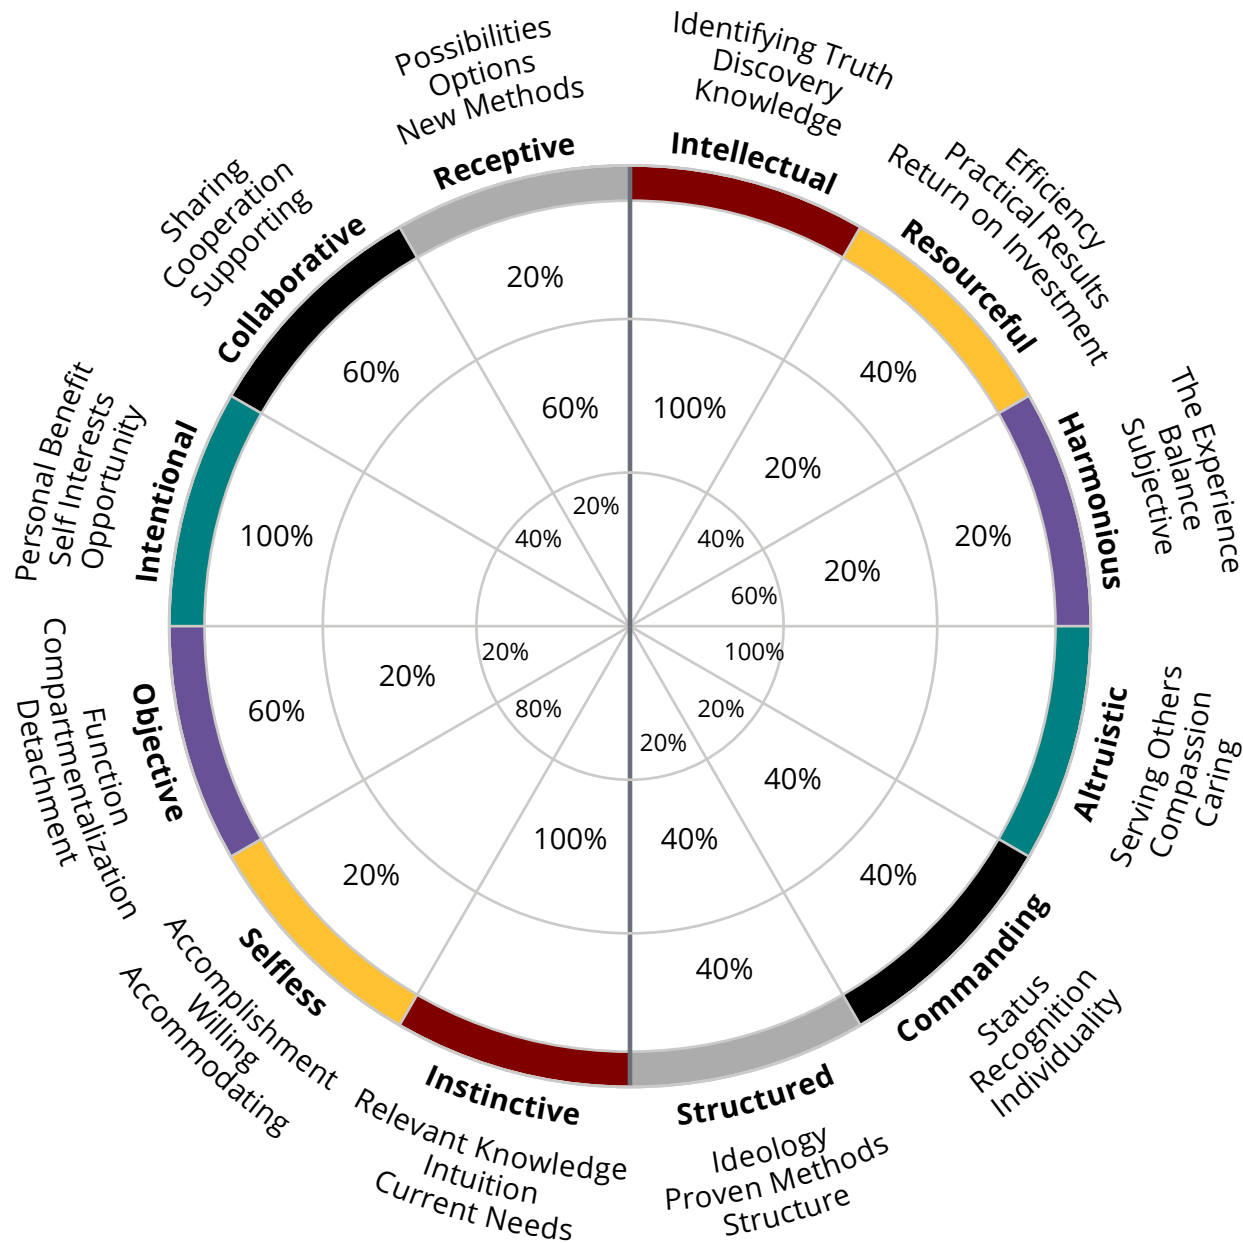 Identifying Truth
Discovery
Knowledge
Intellectual
100%
Efficiency
Practical Results
Return on Investment
Resourceful
40%
20%
40%
The Experience
Balance
Subjective
Harmonious
20%
20%
60%
Altruistic
Serving Others
Compassion
Caring
100%
Commanding
Status
Recognition
Individuality
40%
40%
20%
Structured
Ideology
Proven Methods
Structure
40%
40%
20%
Instinctive
Relevant Knowledge
Intuition
Current Needs
100%
Selfless
Accomplishment
Willing
Accommodating
20%
80%
Objective
Function
Compartmentalization
Detachment
60%
20%
20%
Personal Benefit
Self Interests
Opportunity
Intentional
100%
Sharing
Cooperation
Supporting
Collaborative
60%
40%
Possibilities
Options
New Methods
Receptive
20%
60%
20%